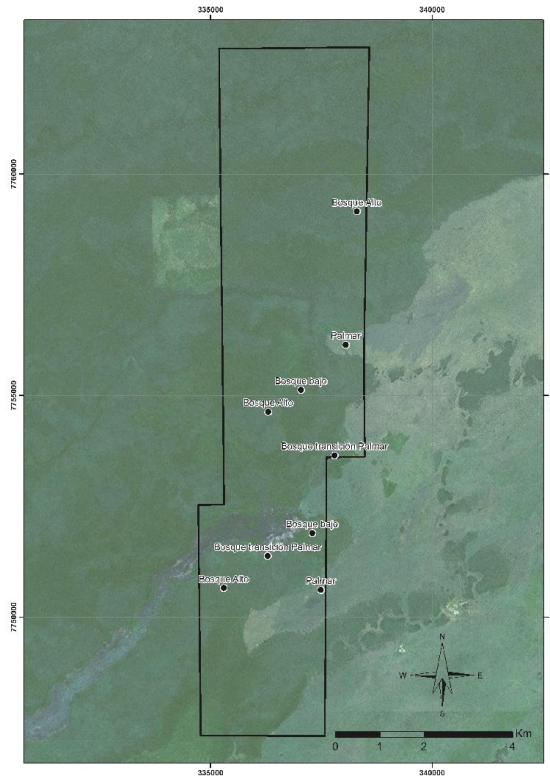 335000 340000
7760000
Bosque Alto
Palmar
Bosque bajo
7755000
Bosque Alto
Bosque transición Palmar
Bosque bajo
Bosque transición Palmar
Bosque Alto
Palmar
7750000
N
W E
S
Km
0 1 2 4
335000 340000